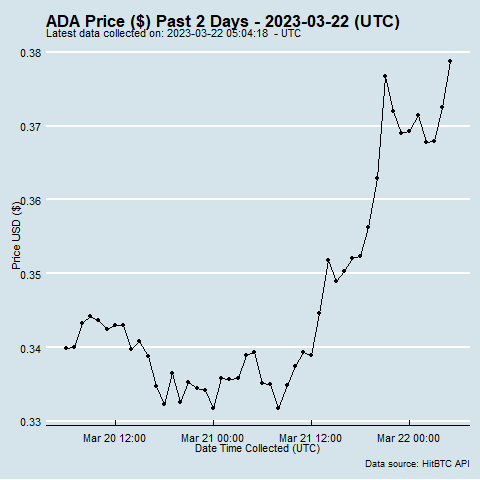 ADA Price ($) Past 2 Days - 2023-03-22 (UTC)
Latest data collected on: 2023-03-22 05:04:18 - UTC
0.38
0.37
0.36
Price USD ($)
0.35
0.34
0.33
Mar 20 12:00 Mar 21 00:00 Mar 21 12:00 Mar 22 00:00
Date Time Collected (UTC)
Data source: HitBTC API